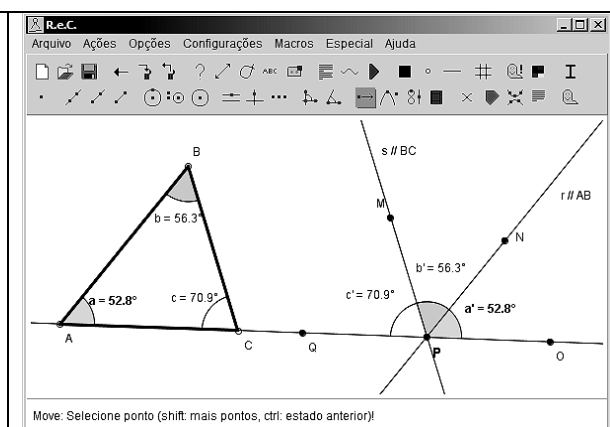 R.e.C.
Arquivo Ações Opções Configurações Macros Especial Ajuda
ABC
B
s // BC
r // AB
M
N
b = 56.3°
b' = 56.3°
c = 70.9°
c' = 70.9°
a = 52.8°
a' = 52.8°
A
C
Q
P
O
Move: Selecione ponto (shift: mais pontos, ctrl: estado anterior)!